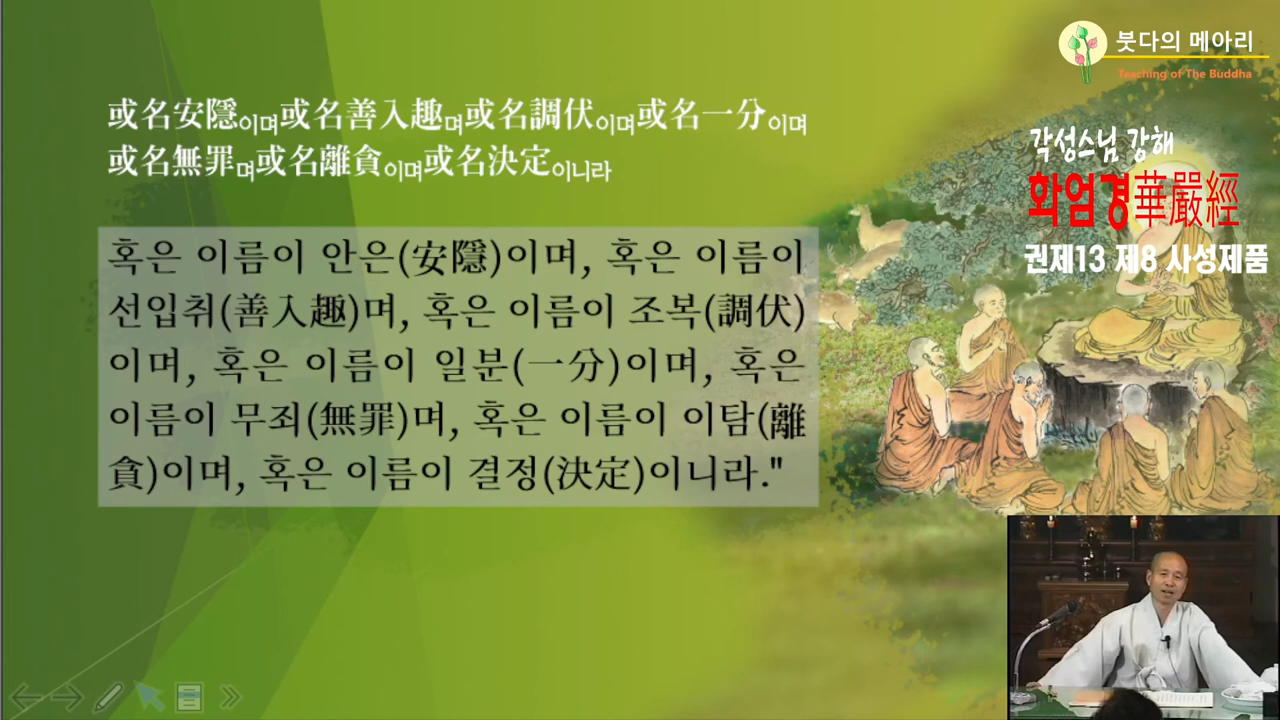 붓다의 메아리
Teaching of The Buddha
각성스님 강해
화엄경華嚴經
권제13 제8 사성제품
或名安隱이며或名善入趣며或名調伏이며或名一分이며
或名無罪며或名離貪이며或名決定이니라
혹은 이름이 안은(安隱)이며, 혹은 이름이
선입취(善入趣)며, 혹은 이름이 조복(調伏)
이며, 혹은 이름이 일분(一分)이며, 혹은
이름이 무죄(無罪)며, 혹은 이름이 이탐(離
貪)이며, 혹은 이름이 결정(決定)이니라."